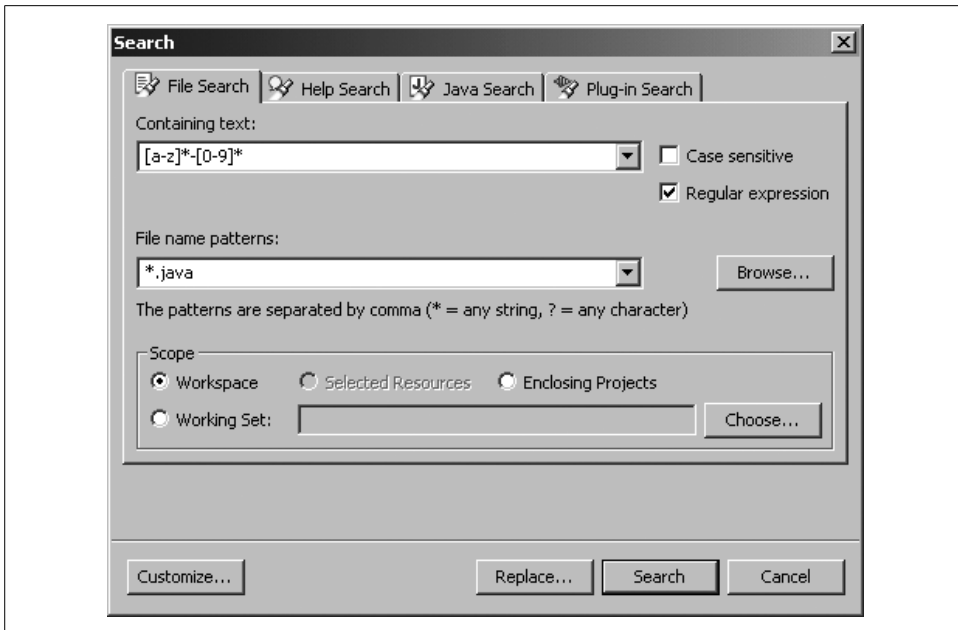 Search
File Search Help Search Java Search Plug-in Search
Containing text:
[a-z]*-[0-9]* Case sensitive
Regular expression
File name patterns:
*.java Browse...
The patterns are separated by comma (* = any string, ? = any character)
Scope
Workspace Selected Resources Enclosing Projects
Working Set: Choose...
Customize... Replace... Search Cancel